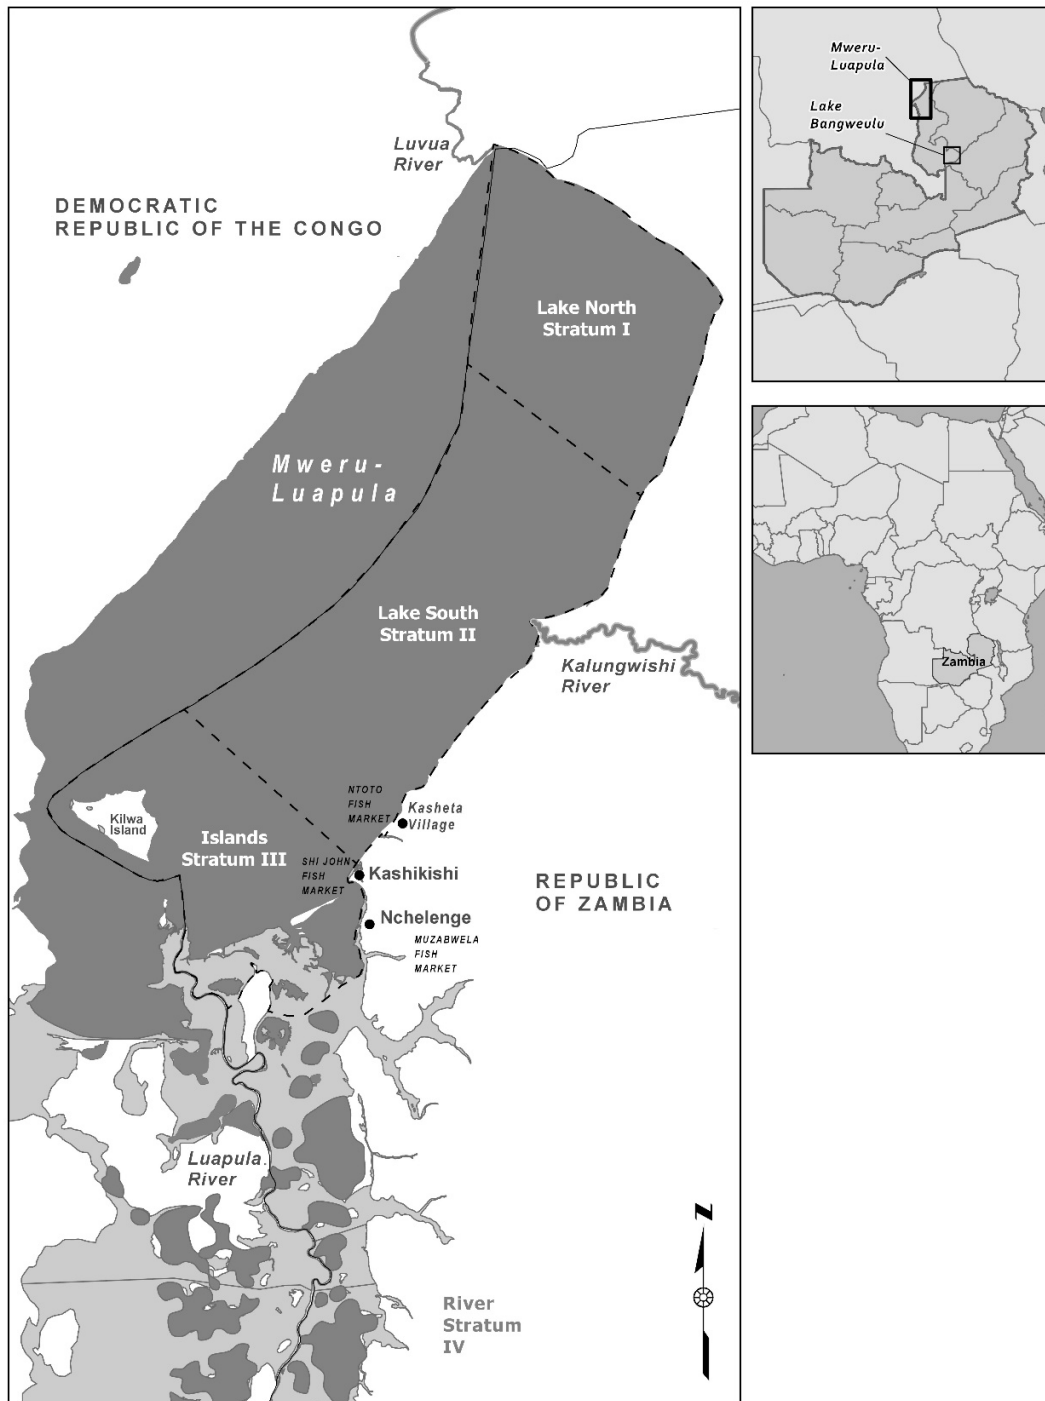 Luvua
River
DEMOCRATIC
REPUBLIC OF THE CONGO
Lake North
Stratum I
Mweru-
Luapula
Lake South
Stratum II
Kalungwishi
River
NTOTO
FISH
MARKET
Kasheta
Village
Kilwa
Island
Islands
Stratum III
SHI JOHN
FISH
MARKET
Kashikishi
REPUBLIC
OF ZAMBIA
Nchelenge
MUZABWELA
FISH
MARKET
Luapula
River
River
Stratum
IV
N
Mweru-
Luapula
Lake
Bangweulu
Zambia